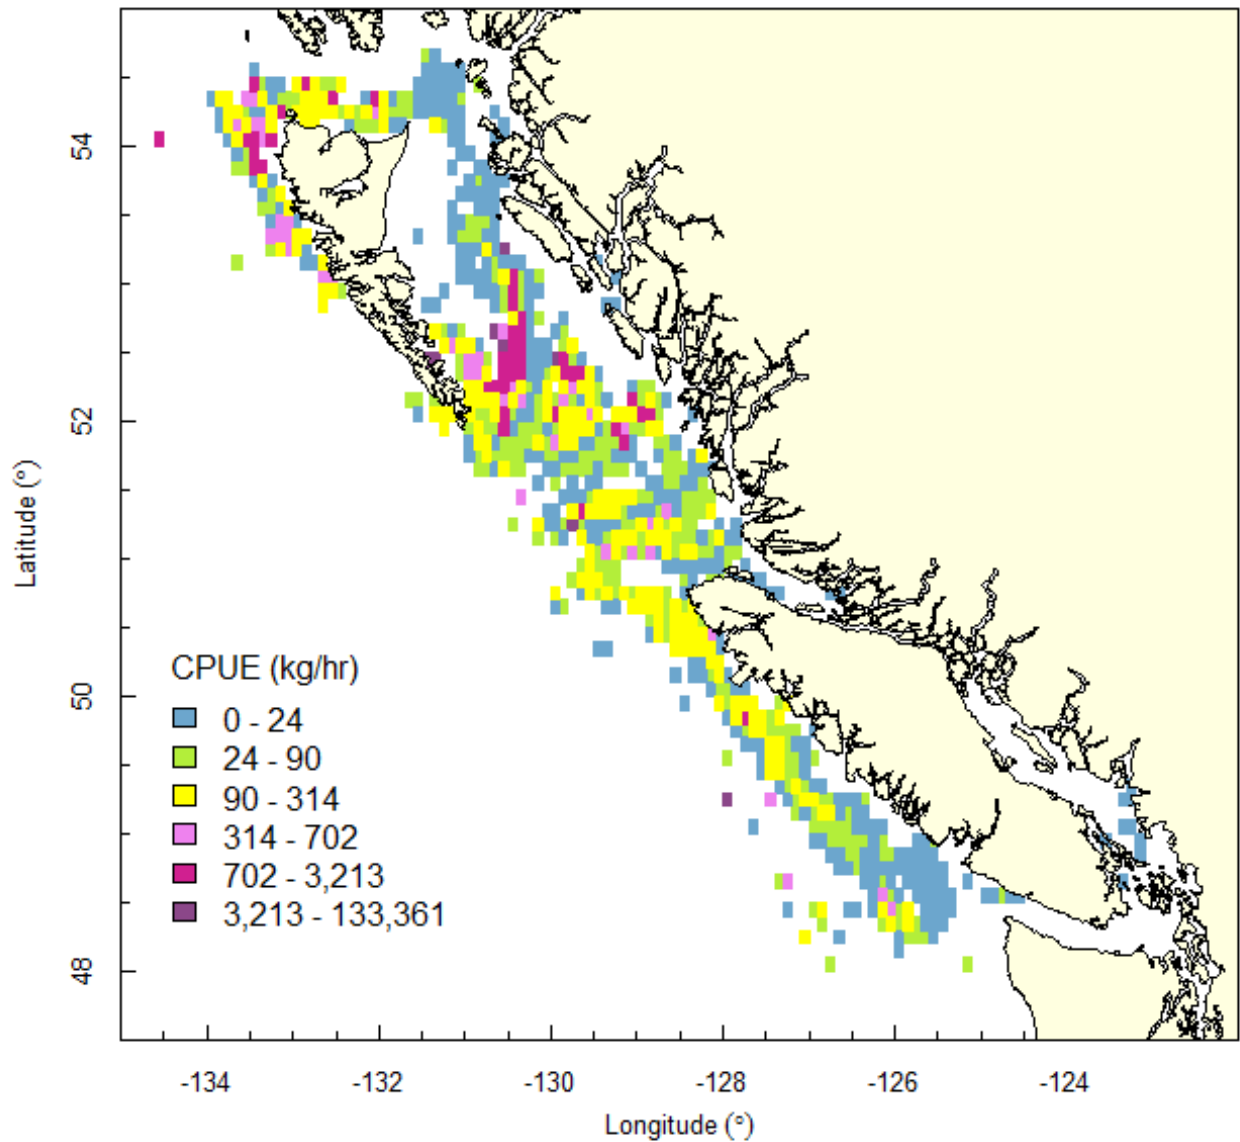 54
52
50
48
Latitude (°)
CPUE (kg/hr)
0 - 24
24 - 90
90 - 314
314 - 702
702 - 3,213
3,213 - 133,361
-134 -132 -130 -128 -126 -124
Longitude (°)